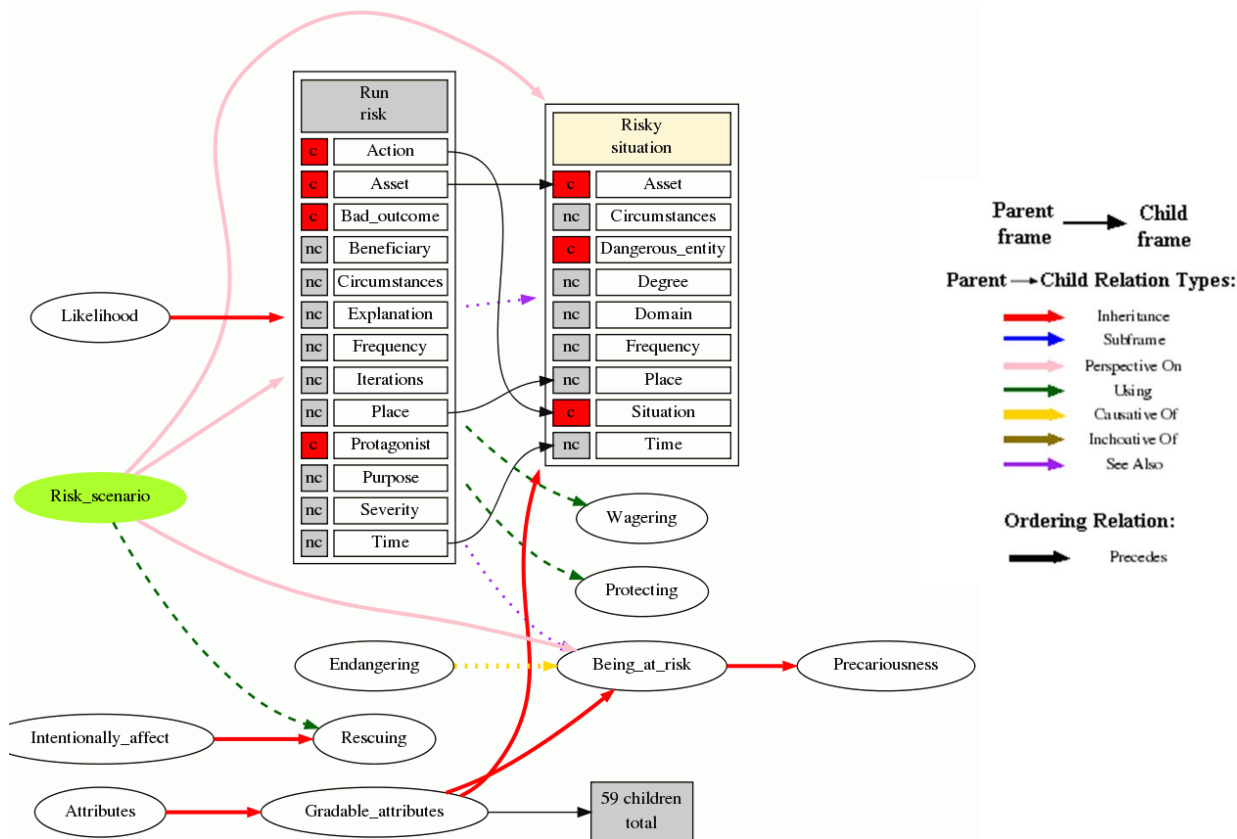 Run
risk
c Action
c Asset
c Bad_outcome
nc Beneficiary
nc Circumstances
nc Explanation
nc Frequency
nc Iterations
nc Place
c Protagonist
nc Purpose
nc Severity
nc Time
Risky
situation
c Asset
nc Circumstances
c Dangerous_entity
nc Degree
nc Domain
nc Frequency
nc Place
c Situation
nc Time
Likelihood
Risk_scenario
Wagering
Protecting
Endangering
Being_at_risk
Precariousness
Intentionally_affect
Rescuing
Attributes
Gradable_attributes
59 children
total
Parent
frame
Child
frame
Parent Child Relation Types:
Inheritance
Subframe
Perspective On
Using
Causative Of
Inchoative Of
See Also
Ordering Relation:
Precedes